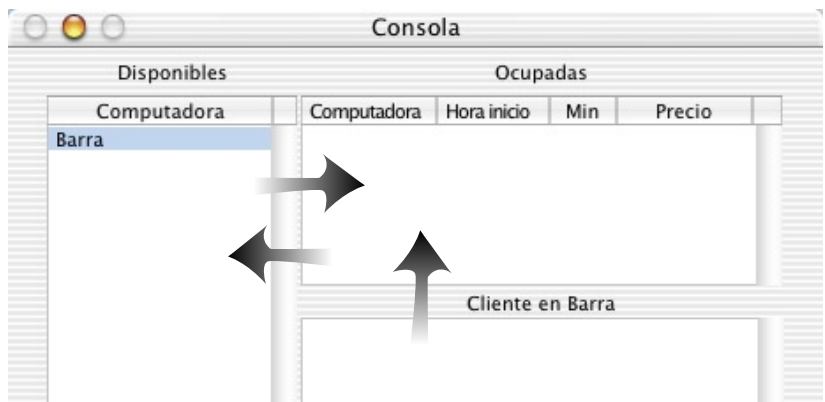 Consola
Disponibles
Ocupadas
Computadora
Computadora Hora inicio Min Precio
Barra
Cliente en Barra